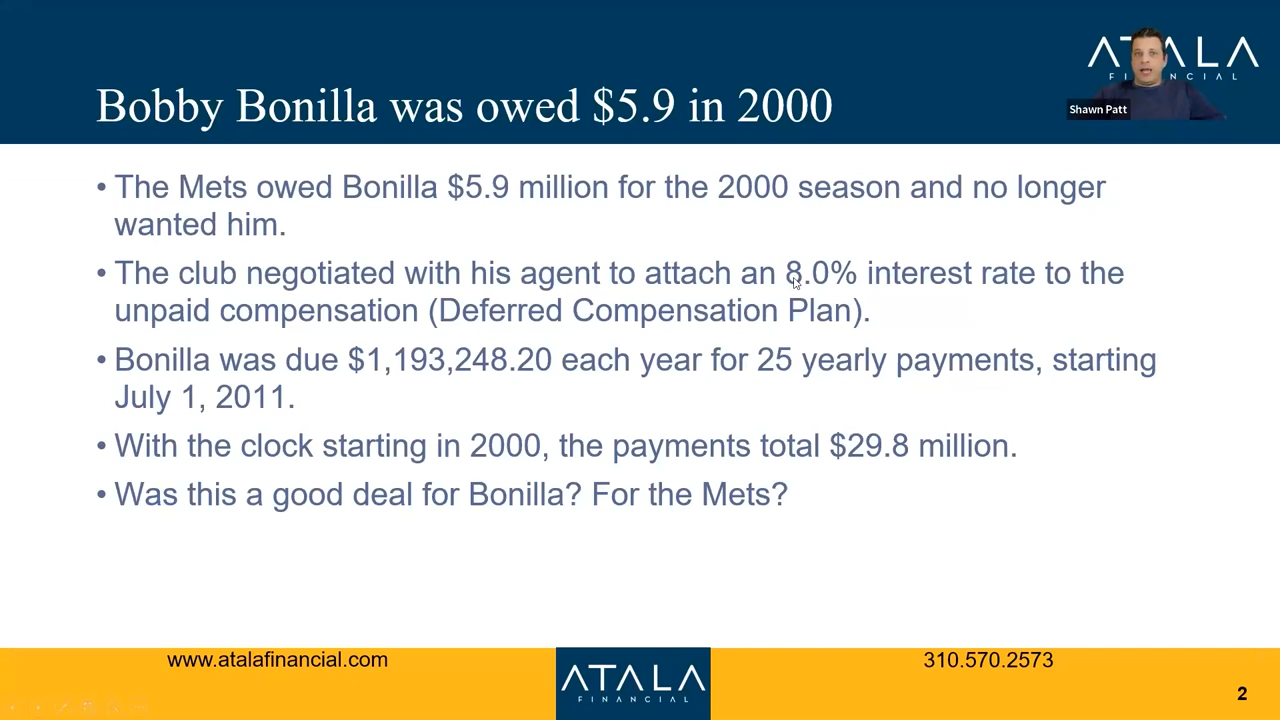 ATALA
FINANCIAL
Shawn Patt
Bobby Bonilla was owed $5.9 in 2000
• The Mets owed Bonilla $5.9 million for the 2000 season and no longer
wanted him.
• The club negotiated with his agent to attach an 8.0% interest rate to the
unpaid compensation (Deferred Compensation Plan).
• Bonilla was due $1,193,248.20 each year for 25 yearly payments, starting
July 1, 2011.
• With the clock starting in 2000, the payments total $29.8 million.
• Was this a good deal for Bonilla? For the Mets?
www.atalafinancial.com
ATALA
FINANCIAL
310.570.2573
2